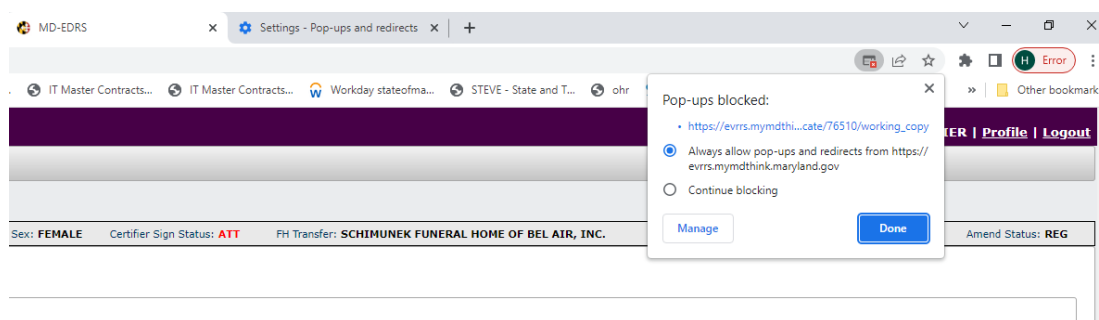 MD-EDRS
Settings - Pop-ups and redirects
H Error
IT Master Contracts... IT Master Contracts... Workday stateofma... STEVE - State and T... ohr » Other bookmark
Pop-ups blocked:
• https://evrrs.mymdthi...cate/76510/working_copy
IER | Profile | Logout
Always allow pop-ups and redirects from https://
evrrs.mymdthink.maryland.gov
Continue blocking
Manage Done
Sex: FEMALE Certifier Sign Status: ATT FH Transfer: SCHIMUNEK FUNERAL HOME OF BEL AIR, INC. Amend Status: REG